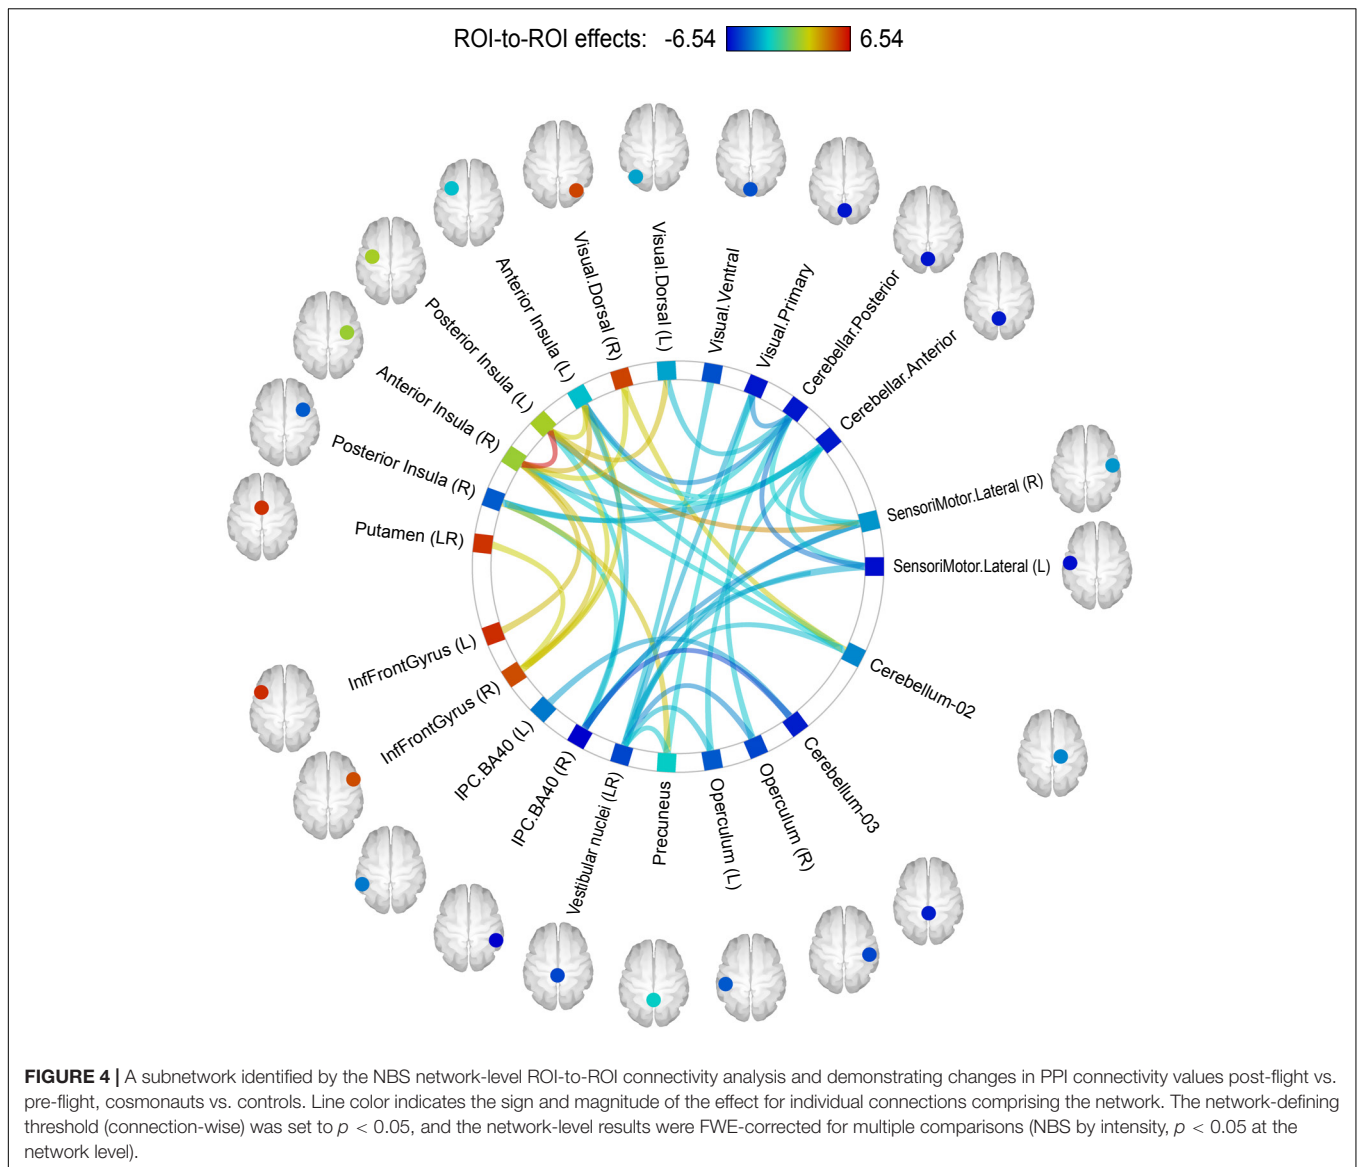 ROI-to-ROI effects: -6.54 6.54
Visual.Dorsal (L)
Visual.Ventral
Visual.Primary
Cerebellar.Posterior
Cerebellar.Anterior
SensoriMotor.Lateral (R)
SensoriMotor.Lateral (L)
Cerebellum-02
Cerebellum-03
Operculum (R)
Operculum (L)
Precuneus
Vestibular nuclei (LR)
IPC.BA40 (R)
IPC.BA40 (L)
InfFrontGyrus (R)
InfFrontGyrus (L)
Putamen (LR)
Posterior Insula (R)
Anterior Insula (R)
Posterior Insula (L)
Anterior Insula (L)
Visual.Dorsal (R)
FIGURE 4 | A subnetwork identified by the NBS network-level ROI-to-ROI connectivity analysis and demonstrating changes in PPI connectivity values post-flight vs.
pre-flight, cosmonauts vs. controls. Line color indicates the sign and magnitude of the effect for individual connections comprising the network. The network-defining
threshold (connection-wise) was set to p < 0.05, and the network-level results were FWE-corrected for multiple comparisons (NBS by intensity, p < 0.05 at the
network level).